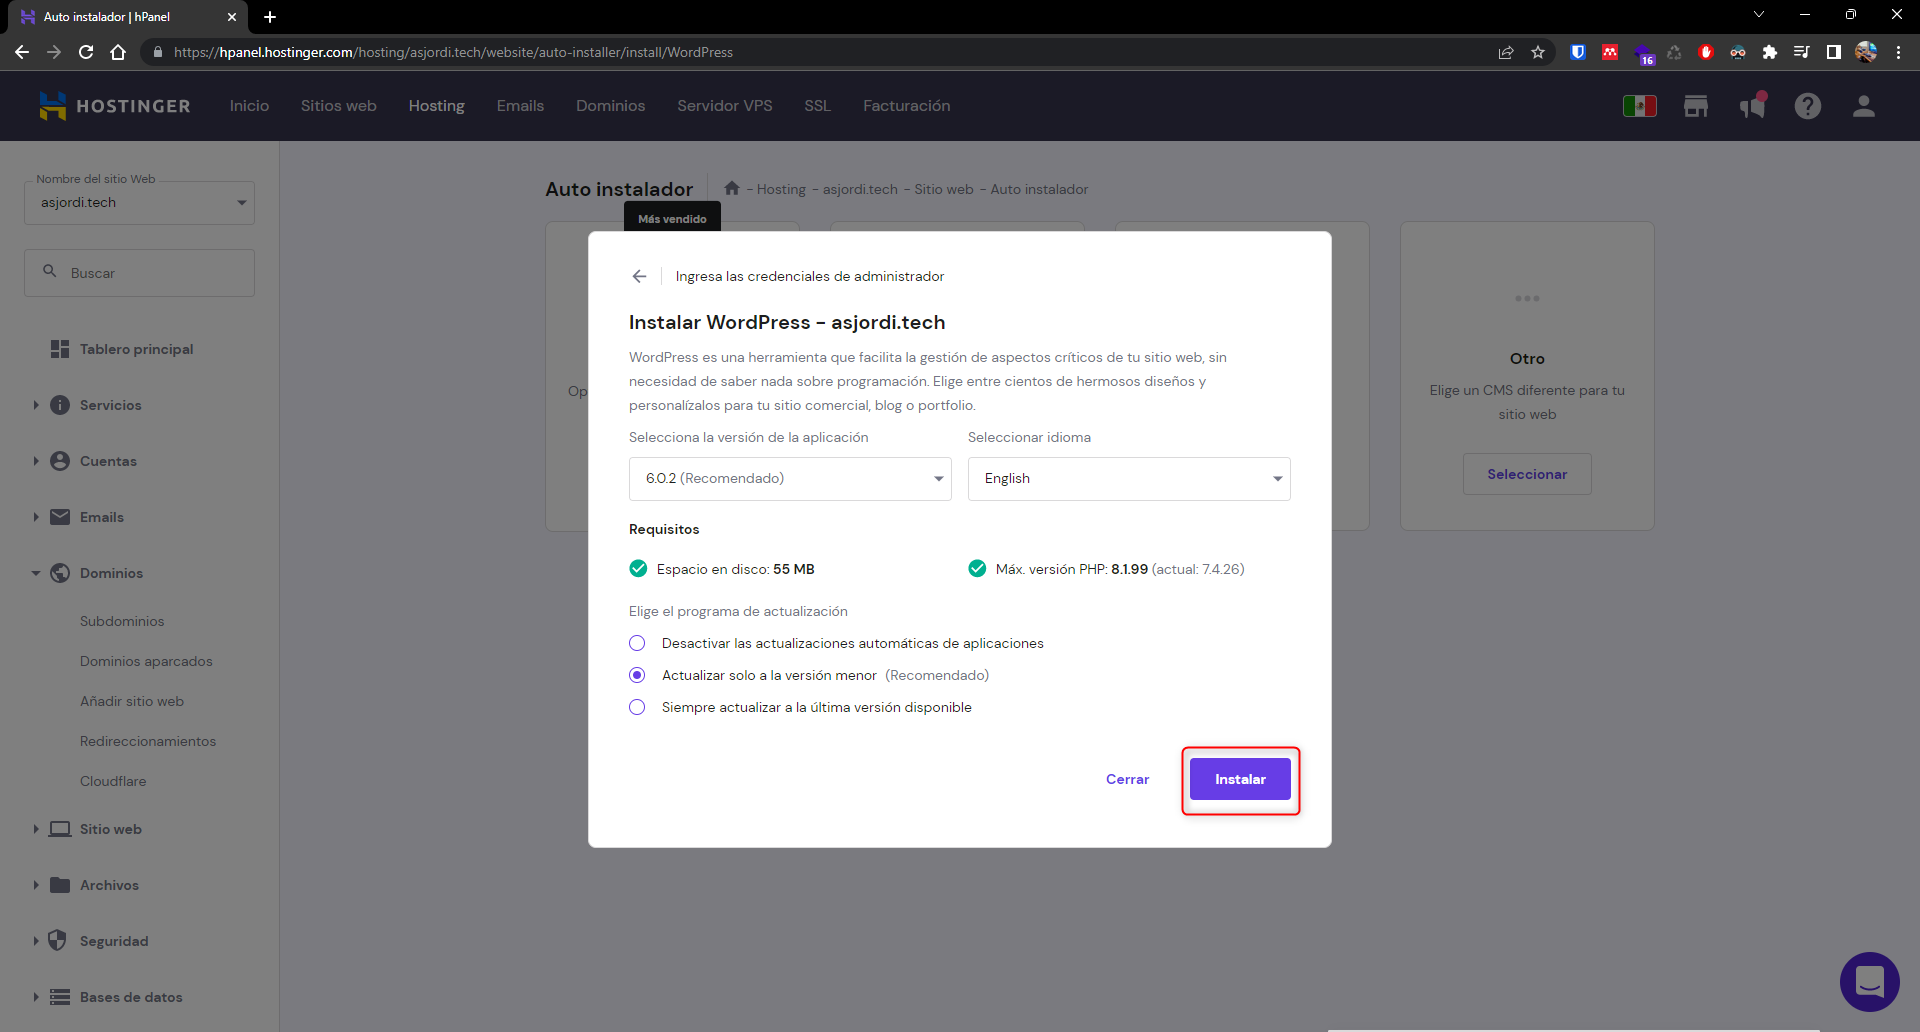 Auto instalador | hPanel
https://hpanel.hostinger.com/hosting/asjordi.tech/website/auto-installer/install/WordPress
16
HOSTINGER
Inicio
Sitios web
Hosting
Emails
Dominios
Servidor VPS
SSL
Facturación
Nombre del sitio Web
asjordi.tech
Buscar
Tablero principal
Servicios
Cuentas
Emails
Dominios
Subdominios
Dominios aparcados
Añadir sitio web
Redireccionamientos
Cloudflare
Sitio web
Archivos
Seguridad
Bases de datos
Auto instalador
- Hosting - asjordi.tech - Sitio web - Auto instalador
Más vendido
Op
Ingresa las credenciales de administrador
Instalar WordPress - asjordi.tech
WordPress es una herramienta que facilita la gestión de aspectos críticos de tu sitio web, sin
necesidad de saber nada sobre programación. Elige entre cientos de hermosos diseños y
personalízalos para tu sitio comercial, blog o portfolio.
Selecciona la versión de la aplicación
Seleccionar idioma
6.0.2 (Recomendado)
English
Requisitos
Espacio en disco: 55 MB
Máx. versión PHP: 8.1.99 (actual: 7.4.26)
Elige el programa de actualización
Desactivar las actualizaciones automáticas de aplicaciones
Actualizar solo a la versión menor (Recomendado)
Siempre actualizar a la última versión disponible
Cerrar
Instalar
Otro
Elige un CMS diferente para tu
sitio web
Seleccionar